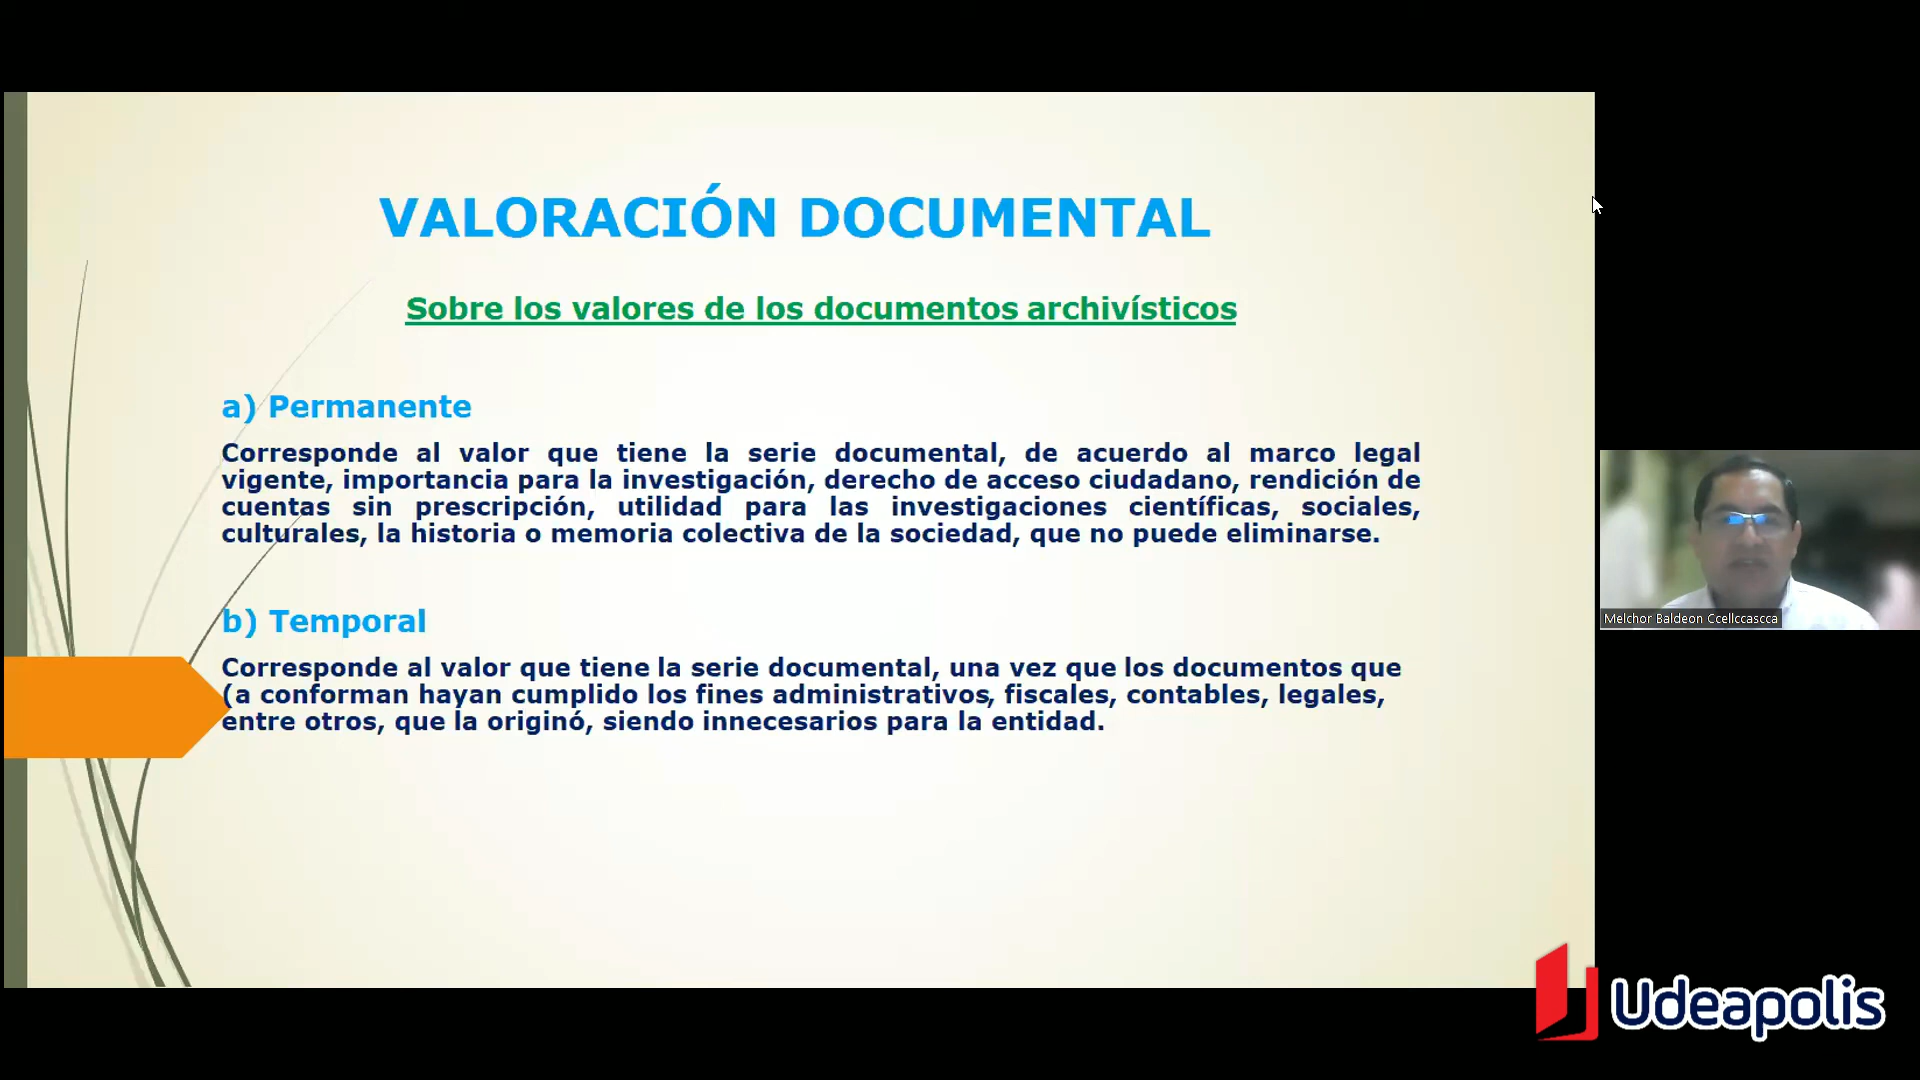 VALORACIÓN DOCUMENTAL
Sobre los valores de los documentos archivísticos
a) Permanente
Corresponde al valor que tiene la serie documental, de acuerdo al marco legal
vigente, importancia para la investigación, derecho de acceso ciudadano, rendición de
cuentas sin prescripción, utilidad para las investigaciones científicas, sociales,
culturales, la historia o memoria colectiva de la sociedad, que no puede eliminarse.
b) Temporal
Corresponde al valor que tiene la serie documental, una vez que los documentos que
(a conforman hayan cumplido los fines administrativos, fiscales, contables, legales,
entre otros, que la originó, siendo innecesarios para la entidad.
Melchor Baldeon Ccellccascca
Udeapolis